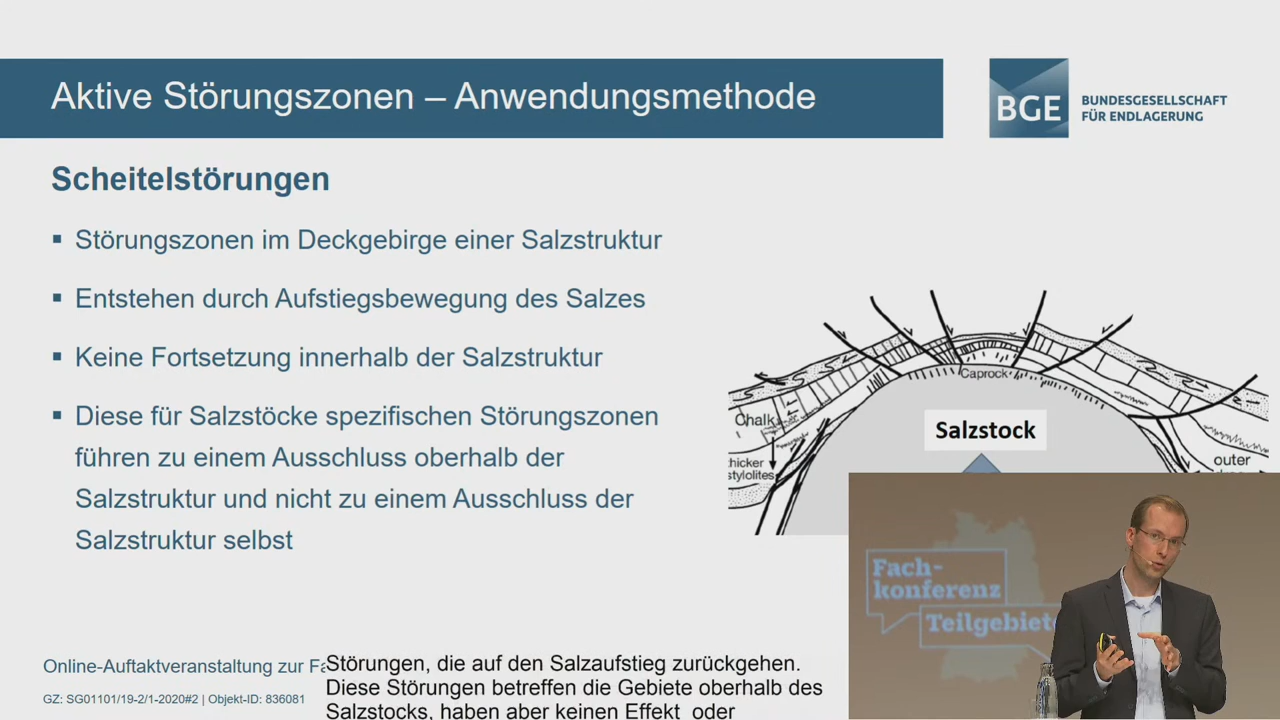 Aktive Störungszonen – Anwendungsmethode
BGE
BUNDESGESELLSCHAFT
FÜR ENDLAGERUNG
Scheitelstörungen
▪ Störungszonen im Deckgebirge einer Salzstruktur
▪ Entstehen durch Aufstiegsbewegung des Salzes
▪ Keine Fortsetzung innerhalb der Salzstruktur
▪ Diese für Salzstöcke spezifischen Störungszonen
führen zu einem Ausschluss oberhalb der
Salzstruktur und nicht zu einem Ausschluss der
Salzstruktur selbst
Caprock
Chalk
Salzstock
thicker
stylolites
outer
Fach-
konferenz
Teilgebiete
Online-Auftaktveranstaltung zur
GZ: SG01101/19-2/1-2020#2 | Objekt-ID: 836081
Störungen, die auf den Salzaufstieg zurückgehen.
Diese Störungen betreffen die Gebiete oberhalb des
Salzstocks, haben aber keinen Effekt oder